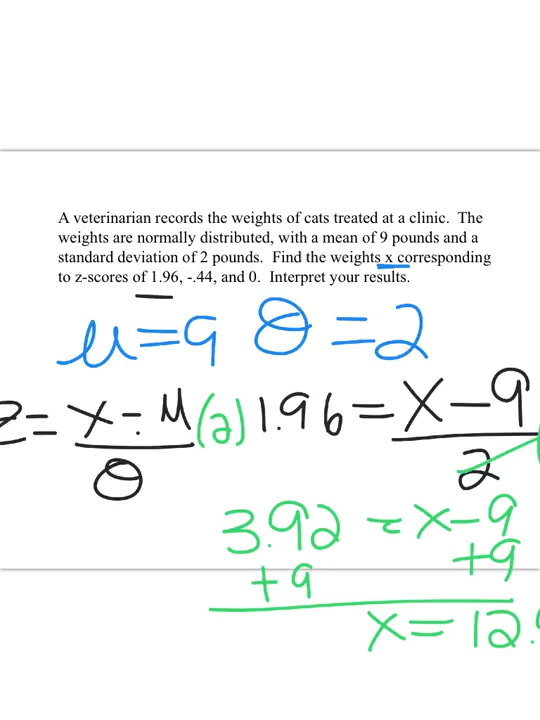 A veterinarian records the weights of cats treated at a clinic. The
weights are normally distributed, with a mean of 9 pounds and a
standard deviation of 2 pounds. Find the weights x corresponding
to z-scores of 1.96, -.44, and 0. Interpret your results.
μ=9 θ=2
z = (x - μ)/θ (2) 1.96 = (x-9)/2
3.92 = x-9
+9 +9
x= 12.